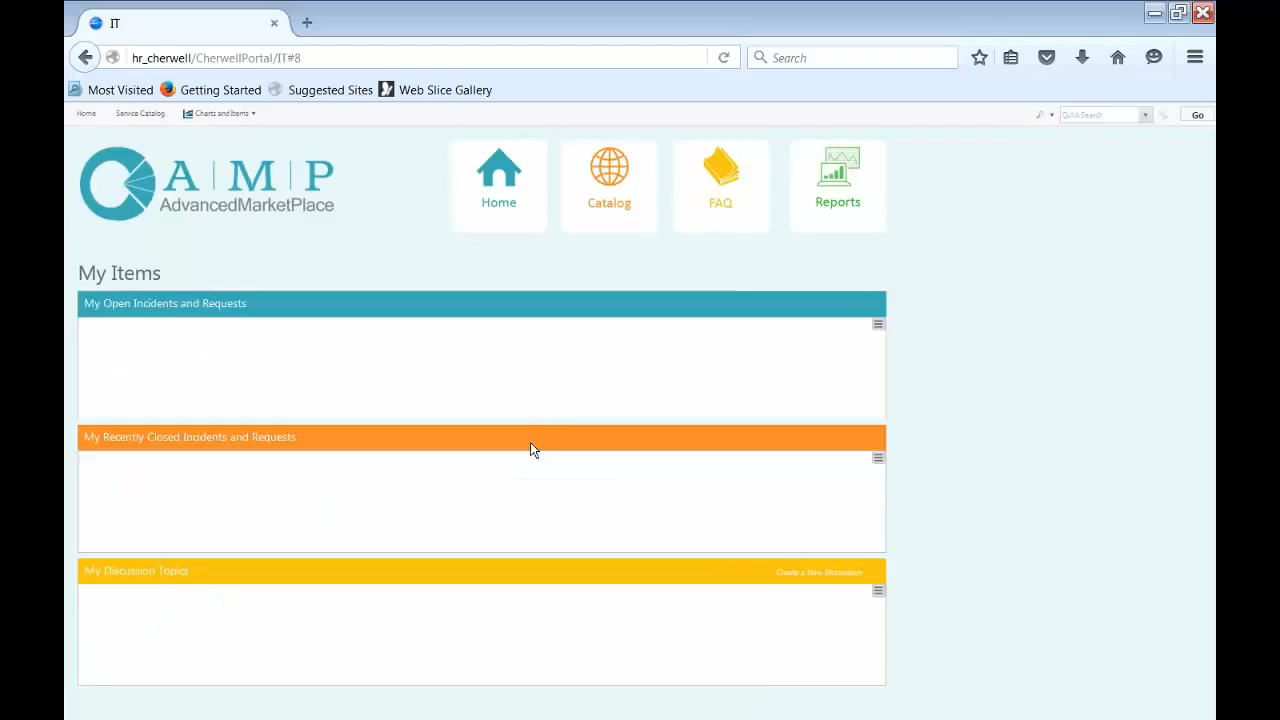 IT
hr_cherwell/CherwellPortal/IT#8
Search
Most Visited Getting Started Suggested Sites Web Slice Gallery
Home Service Catalog Charts and Items Quick Search Go
A | M | P
AdvancedMarketPlace
Home Catalog FAQ Reports
My Items
My Open Incidents and Requests
My Recently Closed Incidents and Requests
My Discussion Topics Create a New Discussion